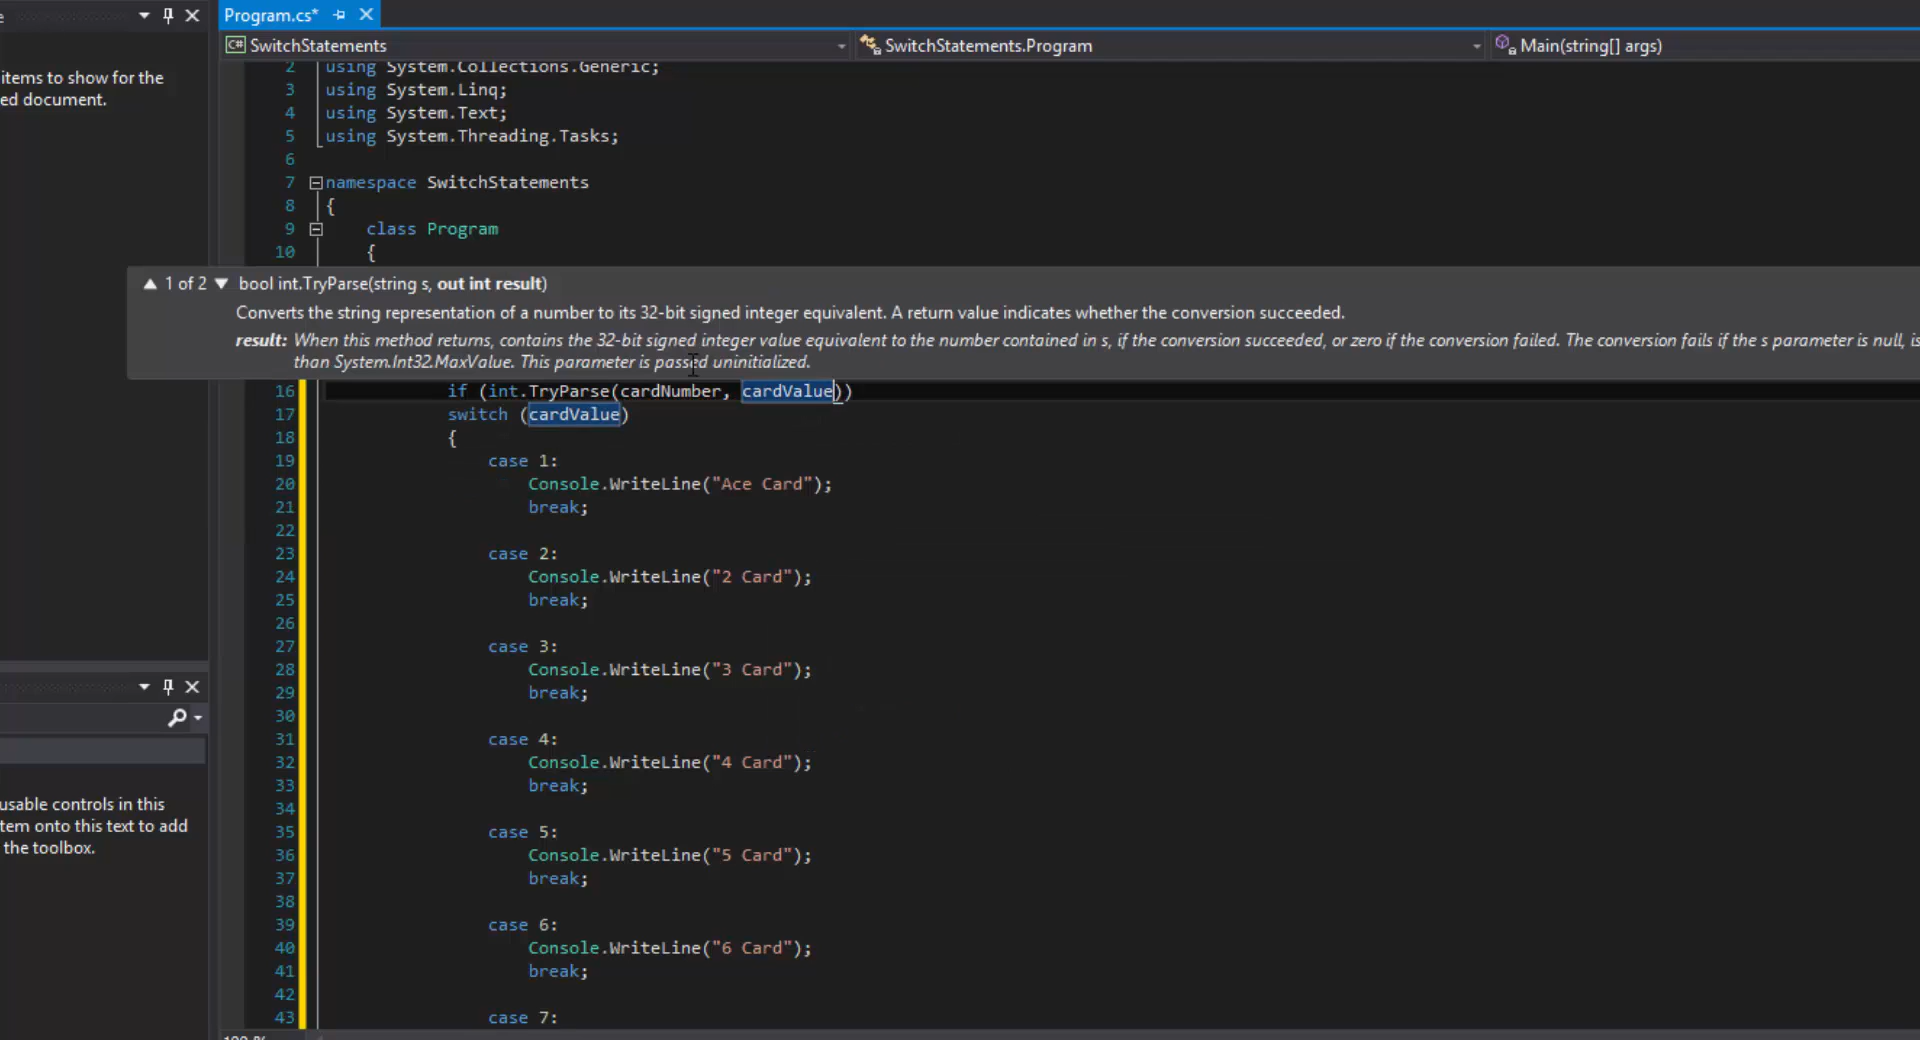 e
Program.cs*
items to show for the
ed document.
SwitchStatements
SwitchStatements.Program
Main(string[] args)
2 using System.Collections.Generic;
3 using System.Linq;
4 using System.Text;
5 using System.Threading.Tasks;
6
7 namespace SwitchStatements
8 {
9 class Program
10 {
1 of 2 bool int.TryParse(string s, out int result)
Converts the string representation of a number to its 32-bit signed integer equivalent. A return value indicates whether the conversion succeeded.
result: When this method returns, contains the 32-bit signed integer value equivalent to the number contained in s, if the conversion succeeded, or zero if the conversion failed. The conversion fails if the s parameter is null, is
than System.Int32.MaxValue. This parameter is passed uninitialized.
16 if (int.TryParse(cardNumber, cardValue))
17 switch (cardValue)
18 {
19 case 1:
20 Console.WriteLine("Ace Card");
21 break;
22
23 case 2:
24 Console.WriteLine("2 Card");
25 break;
26
27 case 3:
28 Console.WriteLine("3 Card");
29 break;
30
31 case 4:
32 Console.WriteLine("4 Card");
33 break;
34
35 case 5:
36 Console.WriteLine("5 Card");
37 break;
38
39 case 6:
40 Console.WriteLine("6 Card");
41 break;
42
43 case 7:
usable controls in this
tem onto this text to add
the toolbox.